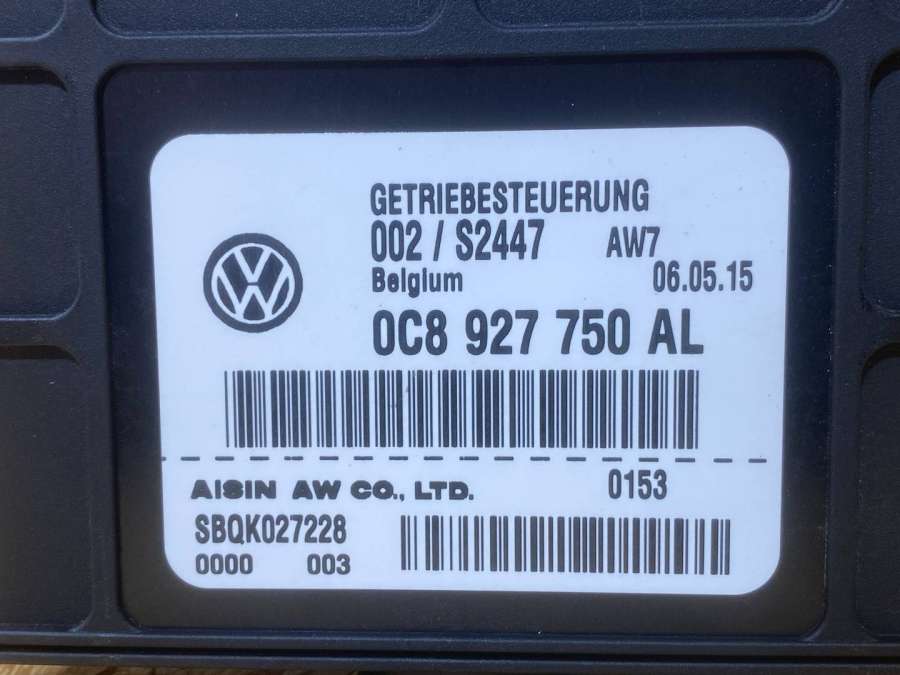 GETRIEBESTEUERUNG
002 / S2447 AW7
Belgium 06.05.15
0C8 927 750 AL
AISIN AW CO., LTD. 0153
SBQK027228
0000 003